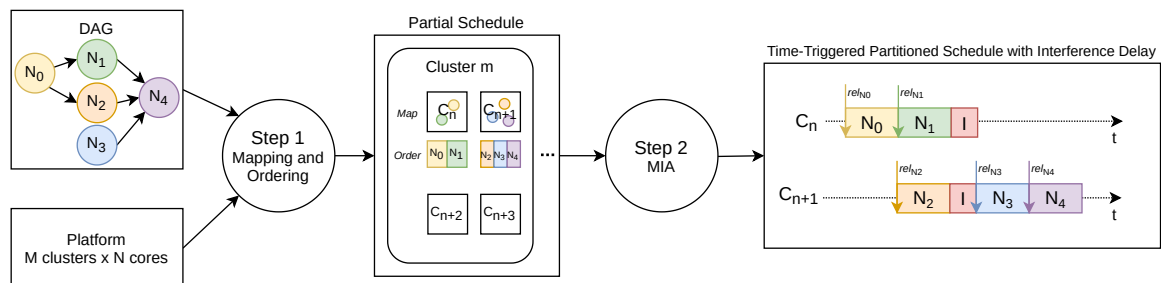 DAG
N0
N1
N2
N3
N4
Platform
M clusters x N cores
Step 1
Mapping and
Ordering
Partial Schedule
Cluster m
Map
Cn
Cn+1
Order
N0 N1
N2 N3 N4
Cn+2
Cn+3
...
Step 2
MIA
Time-Triggered Partitioned Schedule with Interference Delay
relN0 relN1
Cn N0 N1 I
t
relN2 relN3 relN4
Cn+1 N2 I N3 N4
t